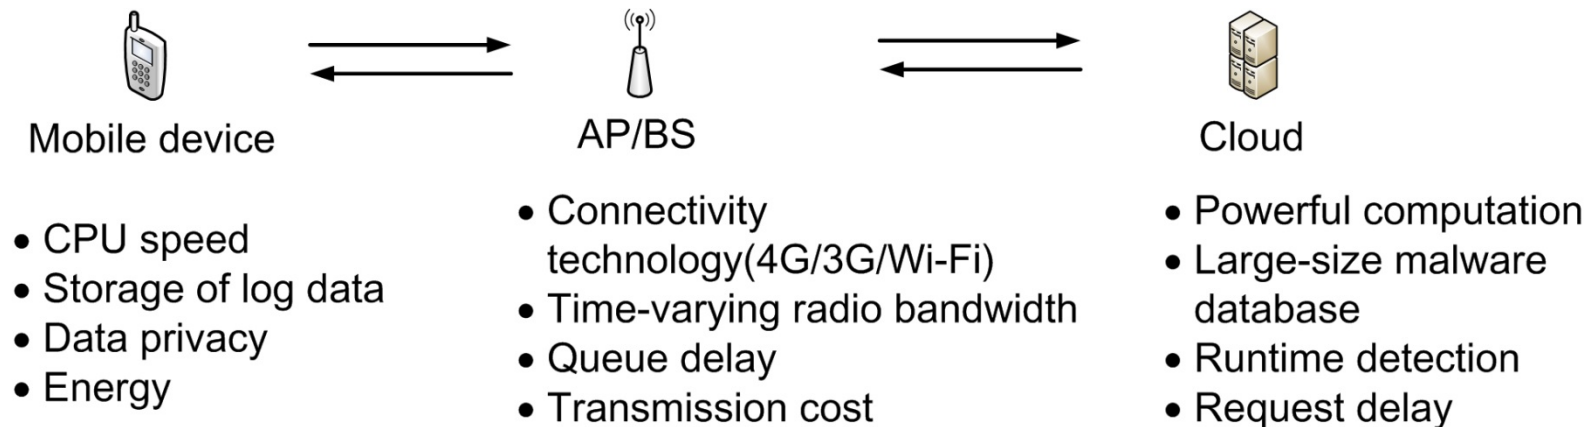 Mobile device
AP/BS
Cloud
• CPU speed
• Storage of log data
• Data privacy
• Energy
• Connectivity
technology(4G/3G/Wi-Fi)
• Time-varying radio bandwidth
• Queue delay
• Transmission cost
• Powerful computation
• Large-size malware
database
• Runtime detection
• Request delay